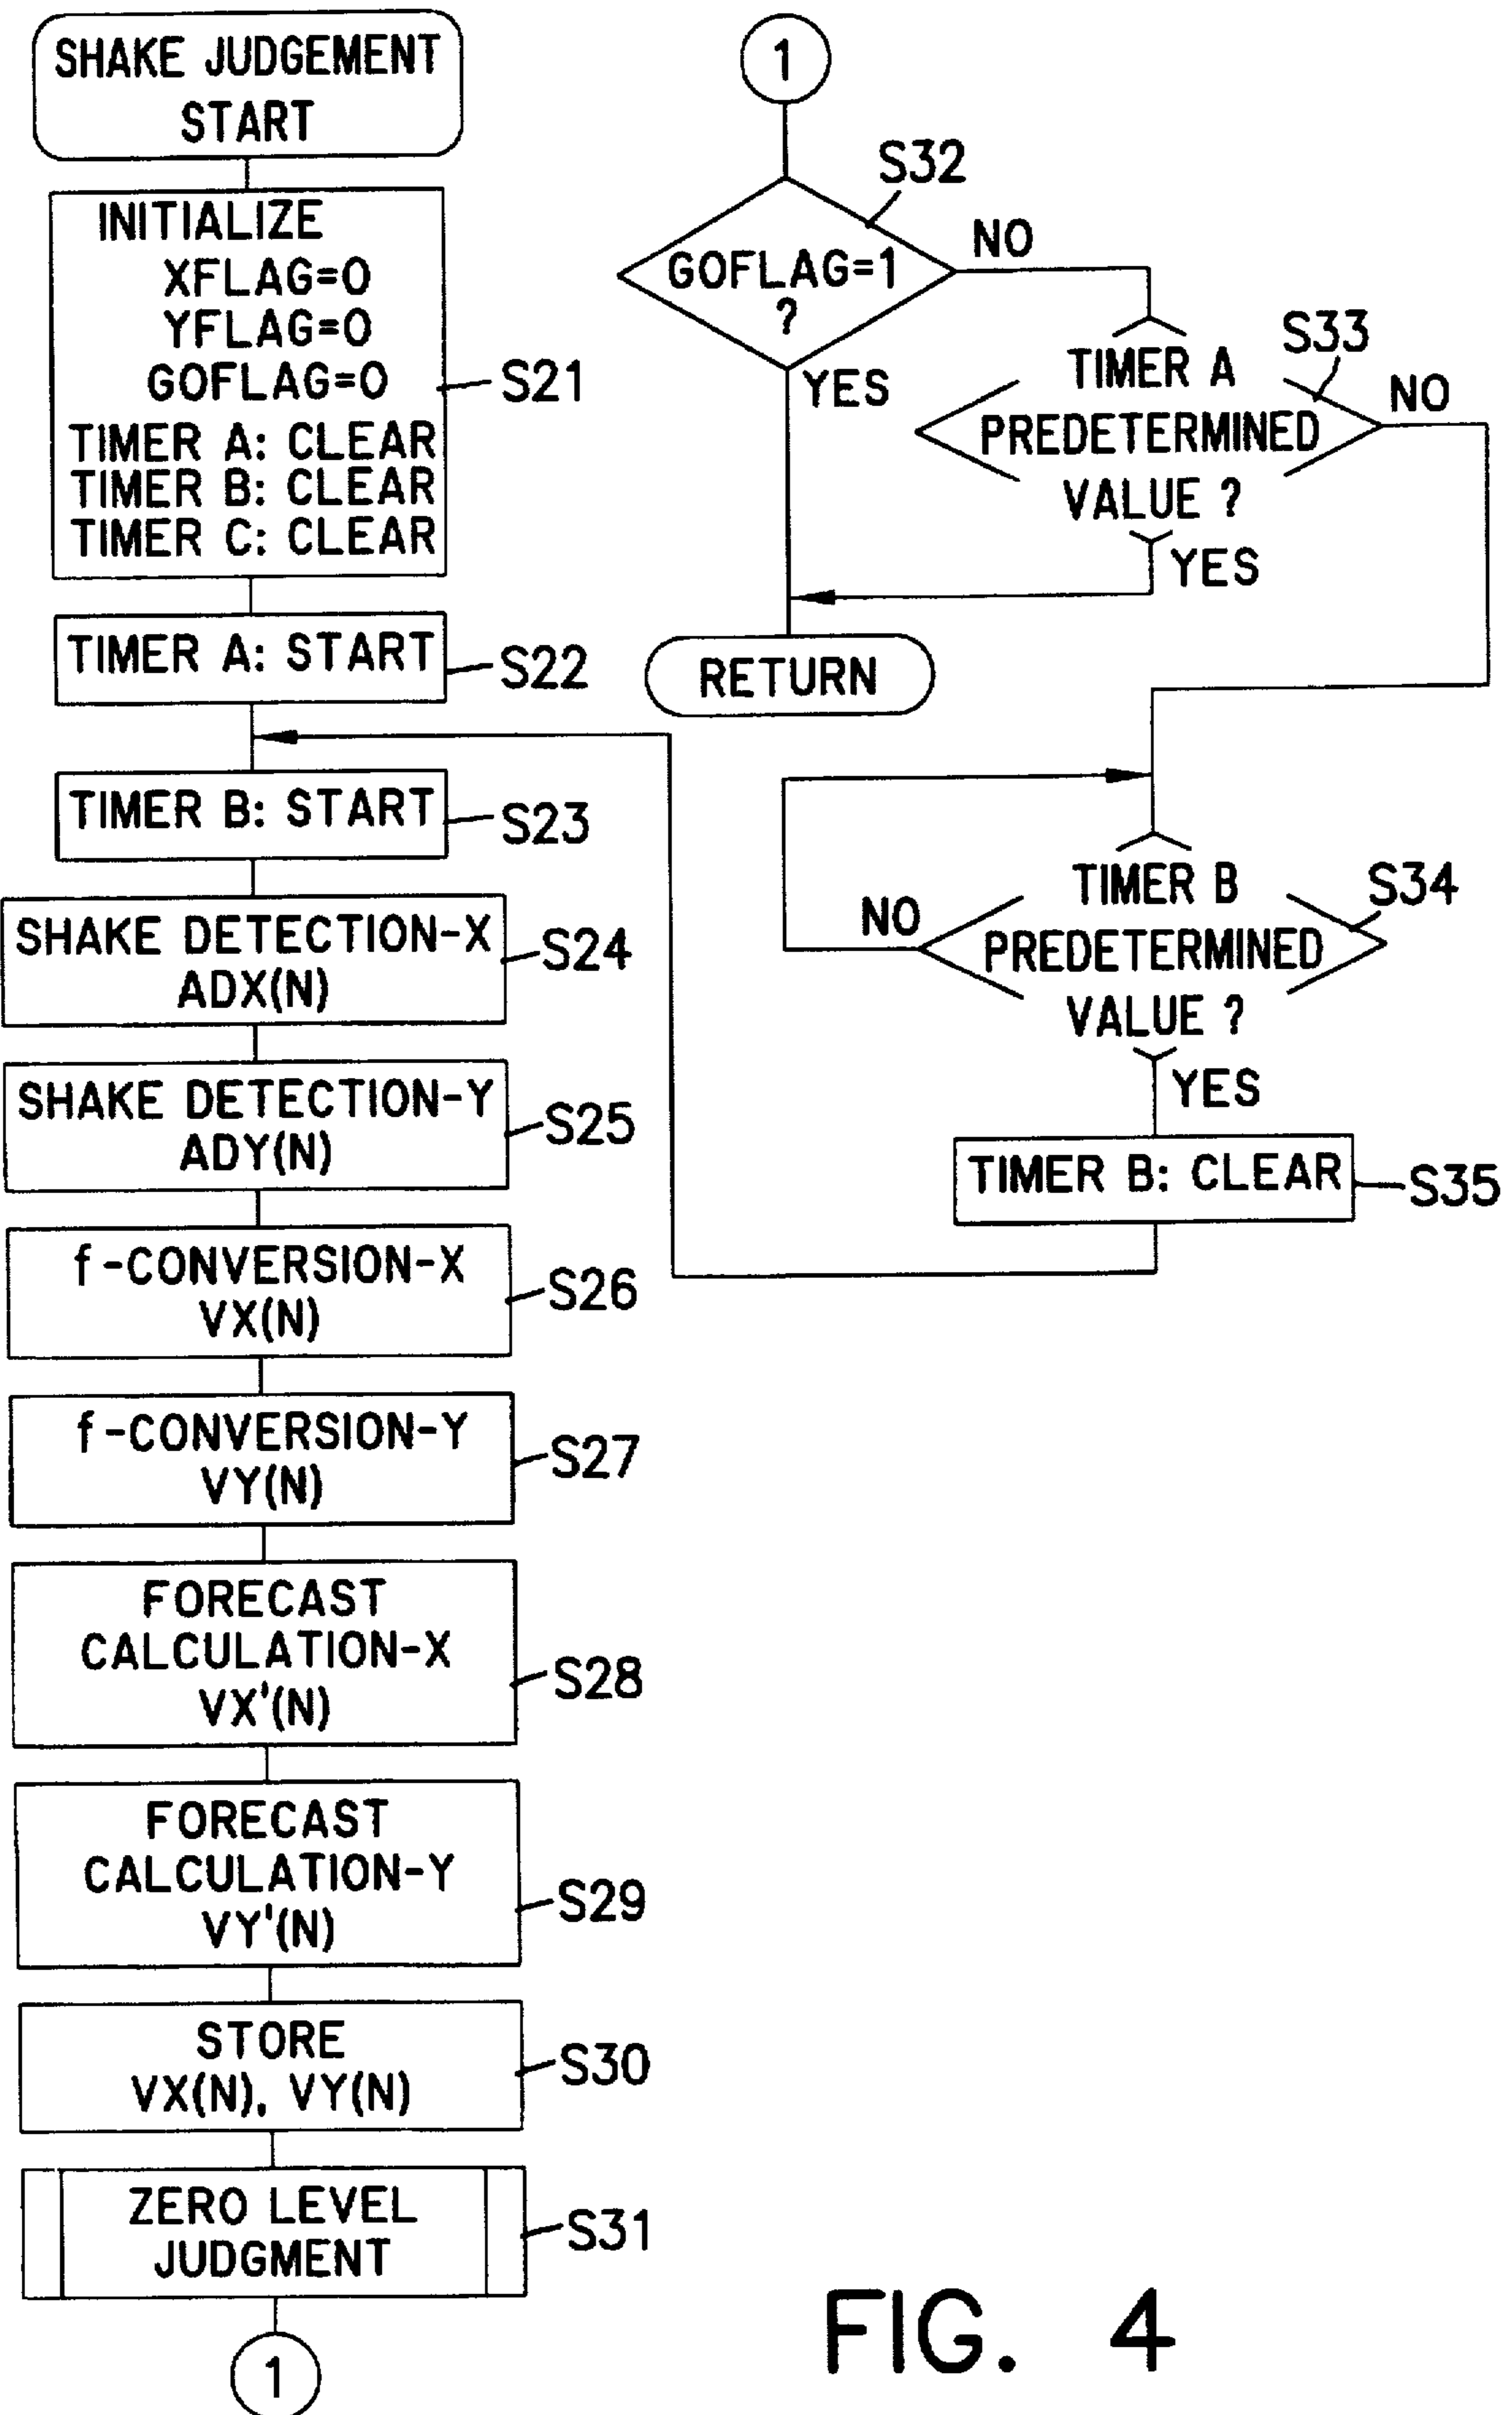 SHAKE JUDGEMENT
START
INITIALIZE
XFLAG=0
YFLAG=0
GOFLAG=0
TIMER A: CLEAR
TIMER B: CLEAR
TIMER C: CLEAR
S21
TIMER A: START
S22
TIMER B: START
S23
SHAKE DETECTION-X
ADX(N)
S24
SHAKE DETECTION-Y
ADY(N)
S25
f-CONVERSION-X
VX(N)
S26
f-CONVERSION-Y
VY(N)
S27
FORECAST
CALCULATION-X
VX'(N)
S28
FORECAST
CALCULATION-Y
VY'(N)
S29
STORE
VX(N), VY(N)
S30
ZERO LEVEL
JUDGMENT
S31
1
1
S32
GOFLAG=1
?
NO
YES
S33
TIMER A
PREDETERMINED
VALUE ?
NO
YES
RETURN
S34
TIMER B
PREDETERMINED
VALUE ?
NO
YES
TIMER B: CLEAR
S35
FIG. 4